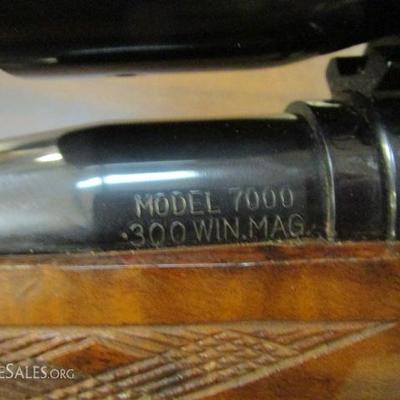 MODEL 7000
.300 WIN. MAG.
eSales.org